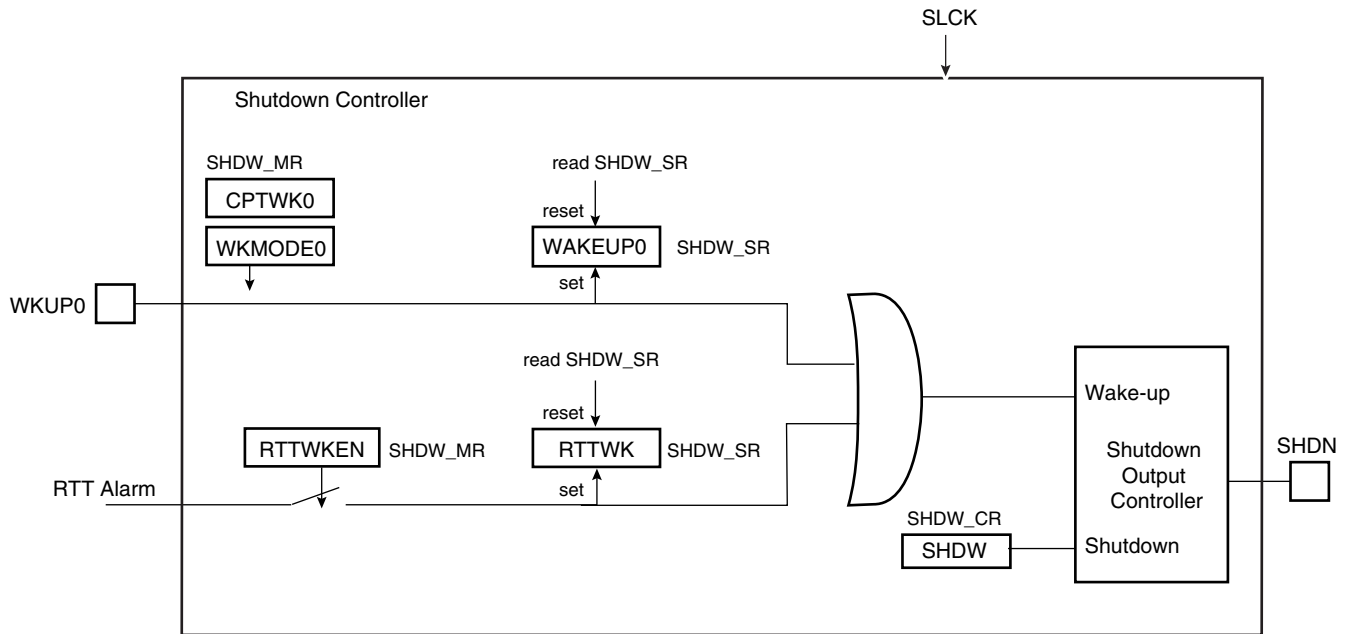 SLCK
Shutdown Controller
SHDW_MR
CPTWK0
WKMODE0
read SHDW_SR
reset
WAKEUP0
SHDW_SR
set
WKUP0
read SHDW_SR
reset
RTTWKEN
SHDW_MR
RTTWK
SHDW_SR
set
RTT Alarm
Wake-up
Shutdown
Output
Controller
SHDN
SHDW_CR
SHDW
Shutdown